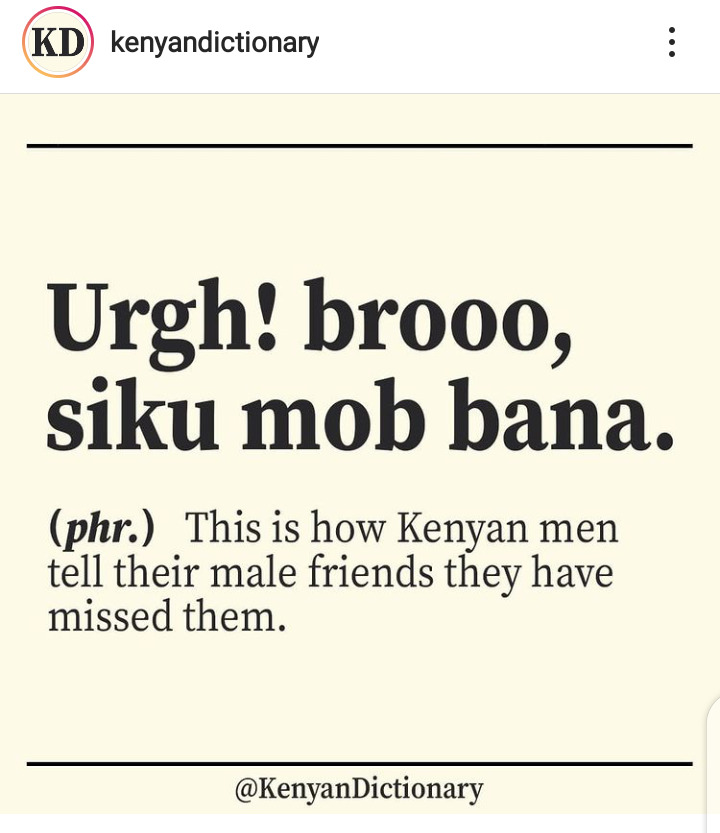 KD kenyandictionary
Urgh! brooo,
siku mob bana.
(phr.) This is how Kenyan men
tell their male friends they have
missed them.
@KenyanDictionary